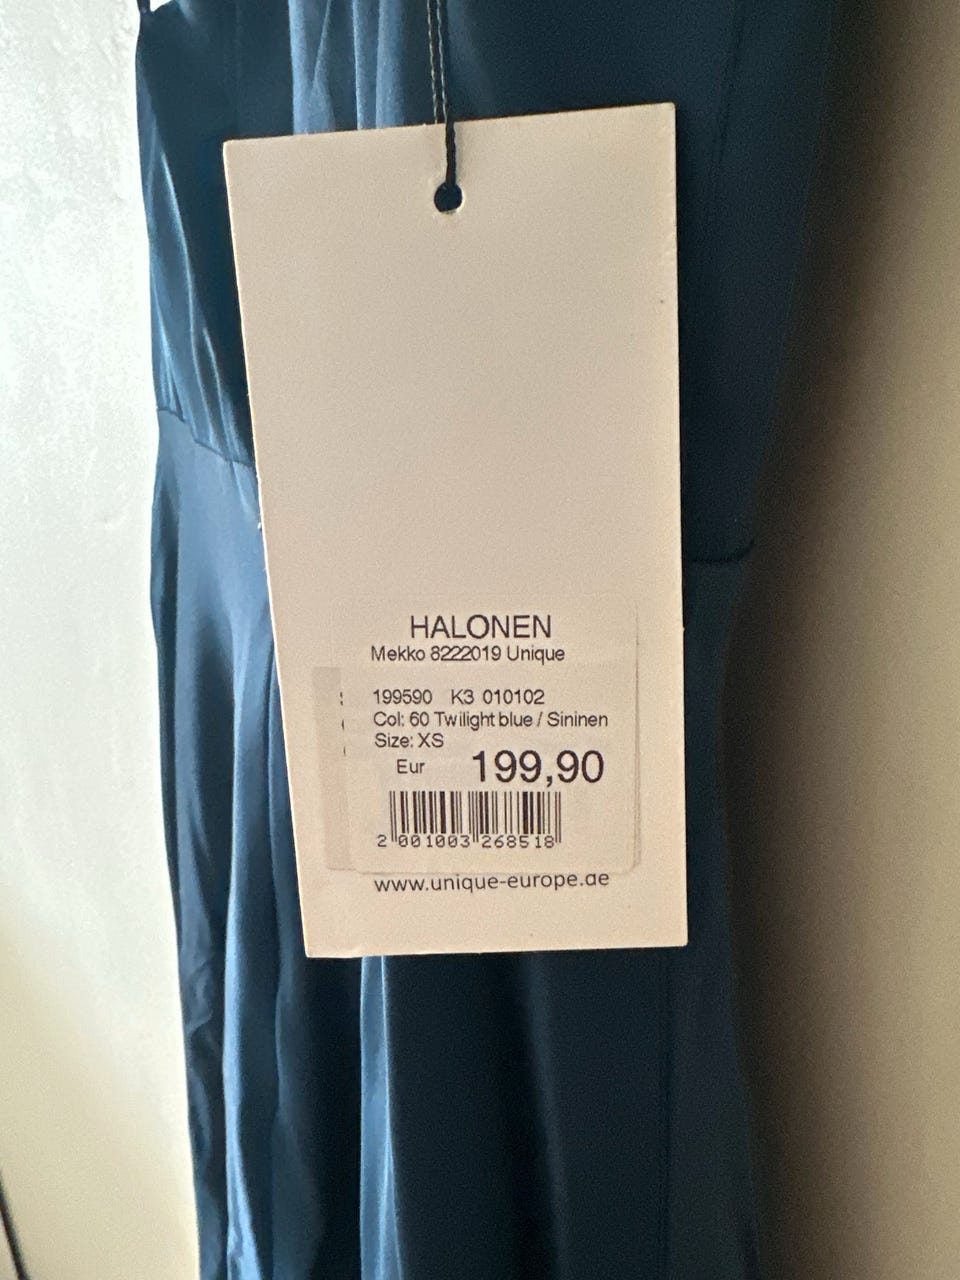 HALONEN
Mekko 8222019 Unique
199590 K3 010102
Col: 60 Twilight blue / Sininen
Size: XS
Eur 199,90
2 001003 268518
www.unique-europe.de